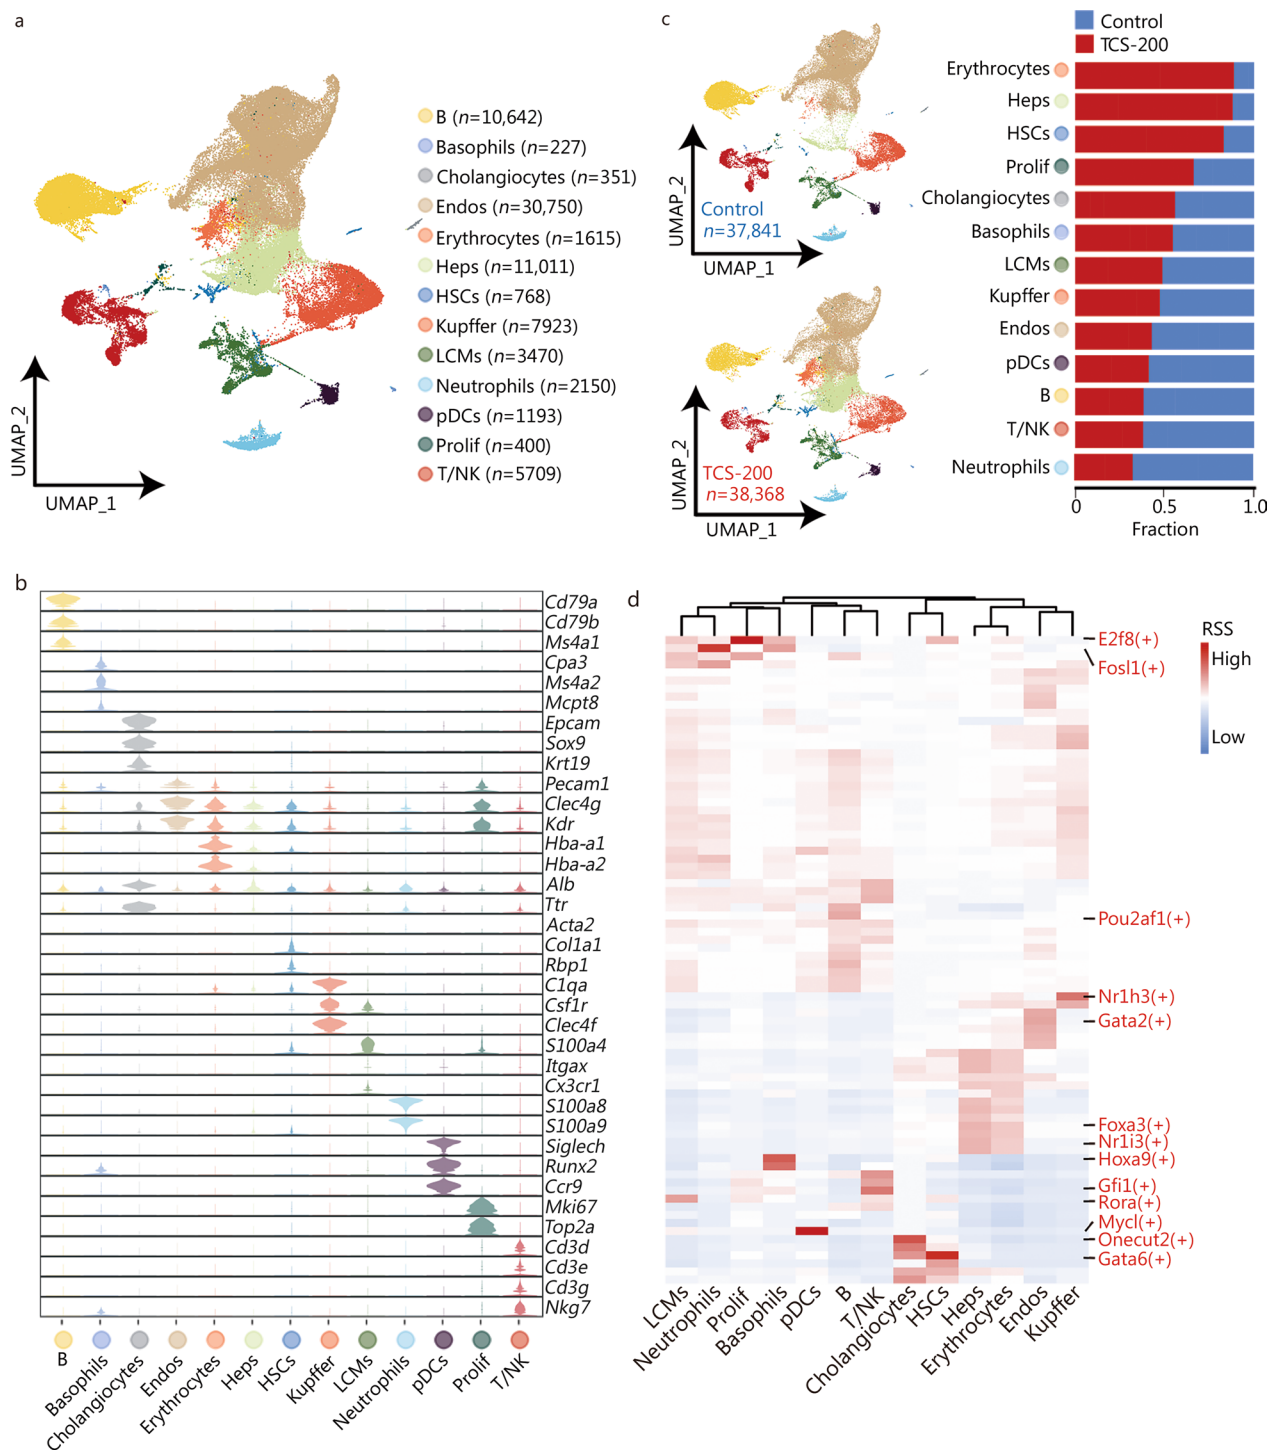 a
B (n=10,642)
Basophils (n=227)
Cholangiocytes (n=351)
Endos (n=30,750)
Erythrocytes (n=1615)
Heps (n=11,011)
HSCs (n=768)
Kupffer (n=7923)
LCMs (n=3470)
Neutrophils (n=2150)
pDCs (n=1193)
Prolif (n=400)
T/NK (n=5709)
UMAP_2
UMAP_1
c
Control
n=37,841
UMAP_2
UMAP_1
TCS-200
n=38,368
UMAP_2
UMAP_1
Control
TCS-200
Erythrocytes
Heps
HSCs
Prolif
Cholangiocytes
Basophils
LCMs
Kupffer
Endos
pDCs
B
T/NK
Neutrophils
0 0.5 1.0
Fraction
b
Cd79a
Cd79b
Ms4a1
Cpa3
Ms4a2
Mcpt8
Epcam
Sox9
Krt19
Pecam1
Clec4g
Kdr
Hba-a1
Hba-a2
Alb
Ttr
Acta2
Col1a1
Rbp1
C1qa
Csf1r
Clec4f
S100a4
Itgax
Cx3cr1
S100a8
S100a9
Siglech
Runx2
Ccr9
Mki67
Top2a
Cd3d
Cd3e
Cd3g
Nkg7
B
Basophils
Cholangiocytes
Endos
Erythrocytes
Heps
HSCs
Kupffer
LCMs
Neutrophils
pDCs
Prolif
T/NK
d
E2f8(+)
Fosl1(+)
Pou2af1(+)
Nr1h3(+)
Gata2(+)
Foxa3(+)
Nr1i3(+)
Hoxa9(+)
Gfi1(+)
Rora(+)
Mycl(+)
Onecut2(+)
Gata6(+)
RSS
High
Low
LCMs
Neutrophils
Prolif
Basophils
pDCs
B
T/NK
Cholangiocytes
HSCs
Heps
Erythrocytes
Endos
Kupffer